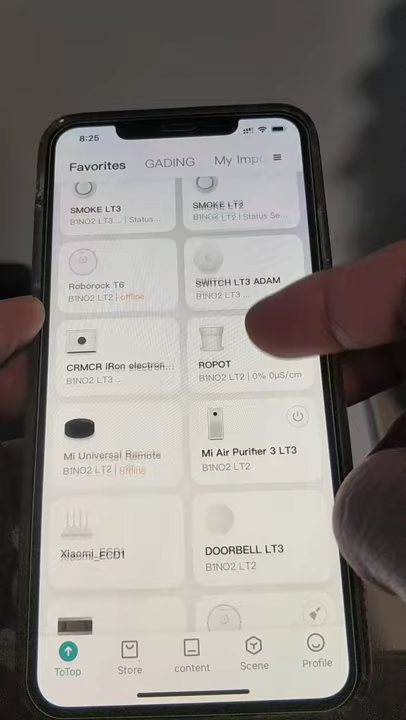 8:25
Favorites GADING My Impo
SMOKE LT3
B1NO2 LT3 ... | Status...
SMOKE LT2
B1NO2 LT2 | Status Se...
Roborock T6
B1NO2 LT2 | offline
SWITCH LT3 ADAM
B1NO2 LT3 ...
CRMCR iRon electron...
B1NO2 LT3 ..
ROPOT
B1NO2 LT2 | 0% 0µS/cm
Mi Universal Remote
B1NO2 LT3 | offline
Mi Air Purifier 3 LT3
B1NO2 LT2
Xiaomi_ECD1
DOORBELL LT3
B1NO2 LT2
ToTop
Store
content
Scene
Profile